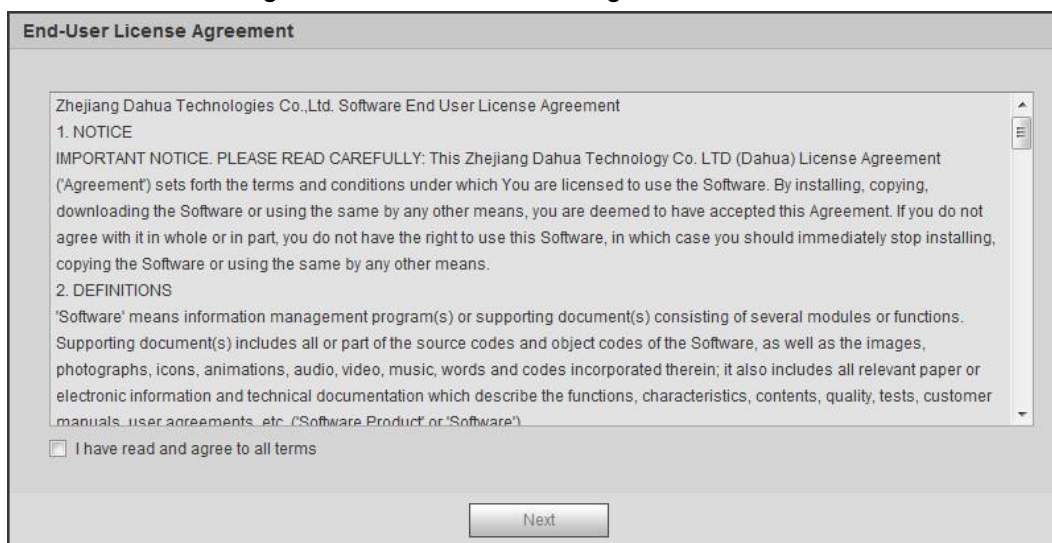 End-User License Agreement
Zhejiang Dahua Technologies Co.,Ltd. Software End User License Agreement
1. NOTICE
IMPORTANT NOTICE. PLEASE READ CAREFULLY: This Zhejiang Dahua Technology Co. LTD (Dahua) License Agreement
('Agreement') sets forth the terms and conditions under which You are licensed to use the Software. By installing, copying,
downloading the Software or using the same by any other means, you are deemed to have accepted this Agreement. If you do not
agree with it in whole or in part, you do not have the right to use this Software, in which case you should immediately stop installing,
copying the Software or using the same by any other means.
2. DEFINITIONS
'Software' means information management program(s) or supporting document(s) consisting of several modules or functions.
Supporting document(s) includes all or part of the source codes and object codes of the Software, as well as the images,
photographs, icons, animations, audio, video, music, words and codes incorporated therein; it also includes all relevant paper or
electronic information and technical documentation which describe the functions, characteristics, contents, quality, tests, customer
manuals, user agreements, etc. ('Software Product' or 'Software')
I have read and agree to all terms
Next